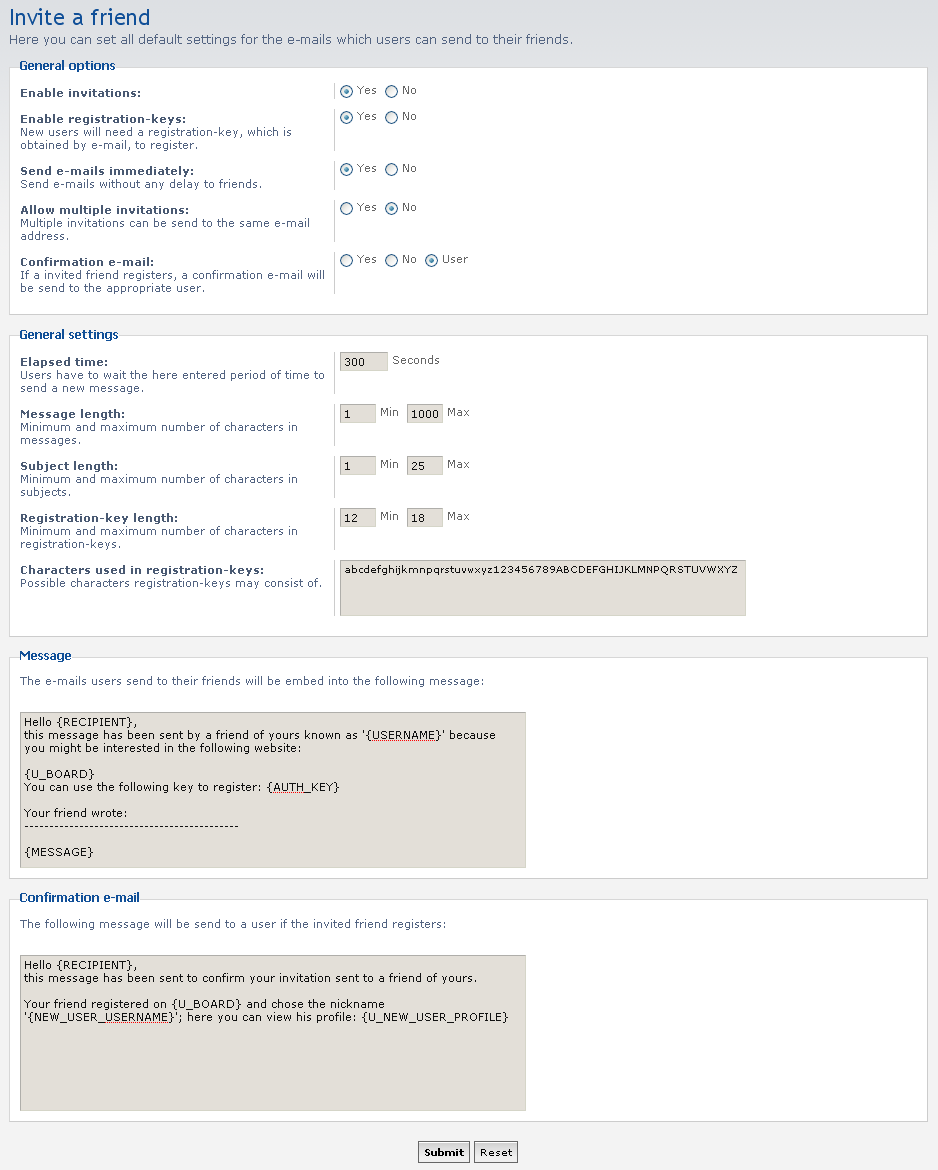 Invite a friend
Here you can set all default settings for the e-mails which users can send to their friends.
General options
Enable invitations:
Yes No
Enable registration-keys:
Yes No
New users will need a registration-key, which is
obtained by e-mail, to register.
Send e-mails immediately:
Yes No
Send e-mails without any delay to friends.
Allow multiple invitations:
Yes No
Multiple invitations can be send to the same e-mail
address.
Confirmation e-mail:
Yes No User
If a invited friend registers, a confirmation e-mail will
be send to the appropriate user.
General settings
Elapsed time:
300 Seconds
Users have to wait the here entered period of time to
send a new message.
Message length:
1 Min 1000 Max
Minimum and maximum number of characters in
messages.
Subject length:
1 Min 25 Max
Minimum and maximum number of characters in
subjects.
Registration-key length:
12 Min 18 Max
Minimum and maximum number of characters in
registration-keys.
Characters used in registration-keys:
abcdefghijkmnpqrstuvwxyz123456789ABCDEFGHIJKLMNPQRSTUVWXYZ
Possible characters registration-keys may consist of.
Message
The e-mails users send to their friends will be embed into the following message:
Hello {RECIPIENT},
this message has been sent by a friend of yours known as '{USERNAME}' because
you might be interested in the following website:
{U_BOARD}
You can use the following key to register: {AUTH_KEY}
Your friend wrote:
-------------------------------------------
{MESSAGE}
Confirmation e-mail
The following message will be send to a user if the invited friend registers:
Hello {RECIPIENT},
this message has been sent to confirm your invitation sent to a friend of yours.
Your friend registered on {U_BOARD} and chose the nickname
'{NEW_USER_USERNAME}'; here you can view his profile: {U_NEW_USER_PROFILE}
Submit Reset